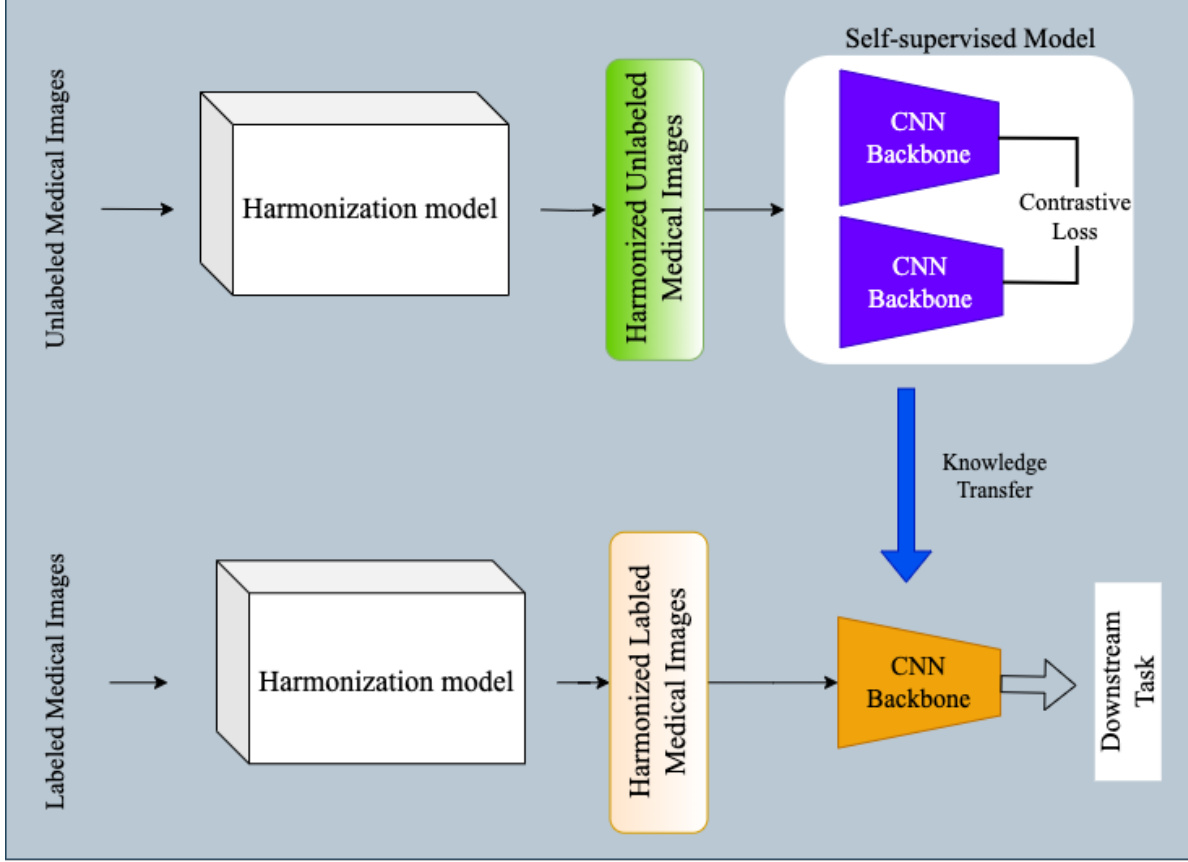 Self-supervised Model
Unlabeled Medical Images
Harmonization model
Harmonized Unlabeled
Medical Images
CNN
Backbone
CNN
Backbone
Contrastive
Loss
Knowledge
Transfer
Labeled Medical Images
Harmonization model
Harmonized Labled
Medical Images
CNN
Backbone
Downstream
Task